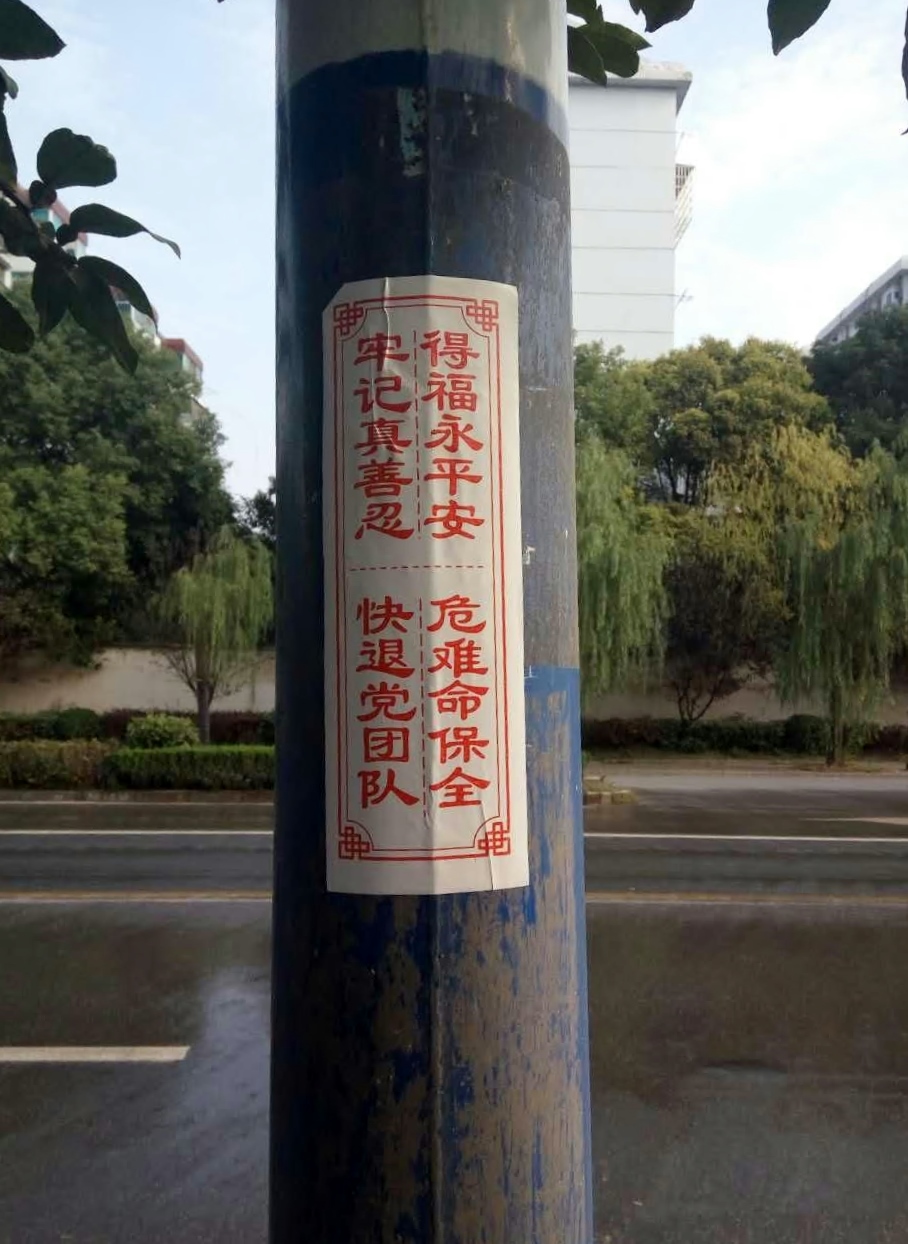 牢记真善忍
得福永平安
快退党团队
危难命保全